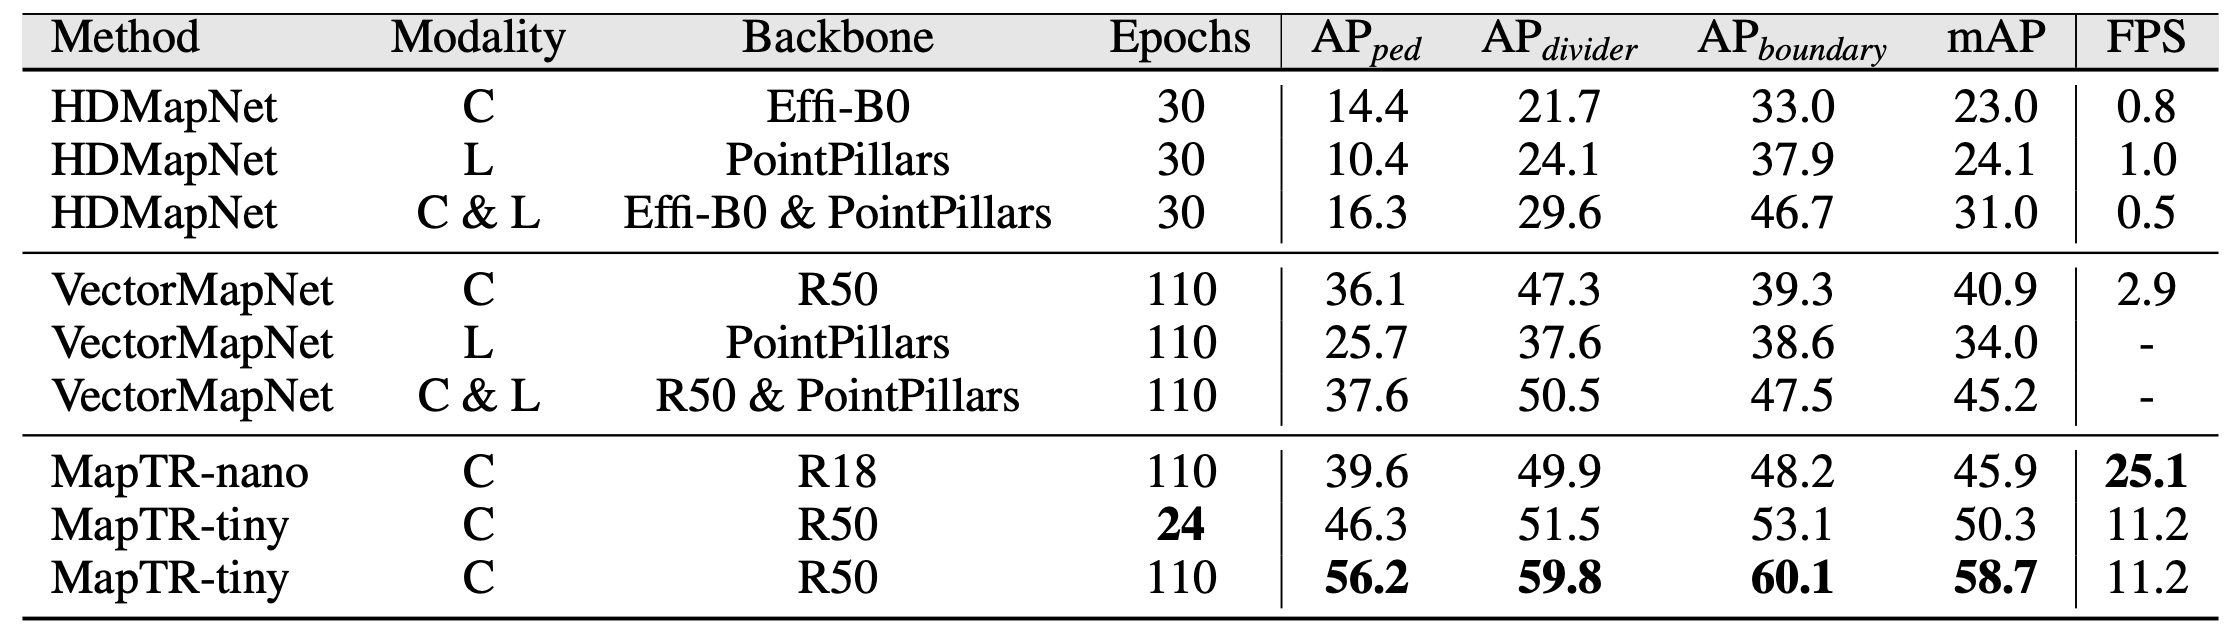 Method Modality Backbone Epochs APped APdivider APboundary mAP FPS
HDMapNet C Effi-B0 30 14.4 21.7 33.0 23.0 0.8
HDMapNet L PointPillars 30 10.4 24.1 37.9 24.1 1.0
HDMapNet C & L Effi-B0 & PointPillars 30 16.3 29.6 46.7 31.0 0.5
VectorMapNet C R50 110 36.1 47.3 39.3 40.9 2.9
VectorMapNet L PointPillars 110 25.7 37.6 38.6 34.0 -
VectorMapNet C & L R50 & PointPillars 110 37.6 50.5 47.5 45.2 -
MapTR-nano C R18 110 39.6 49.9 48.2 45.9 25.1
MapTR-tiny C R50 24 46.3 51.5 53.1 50.3 11.2
MapTR-tiny C R50 110 56.2 59.8 60.1 58.7 11.2